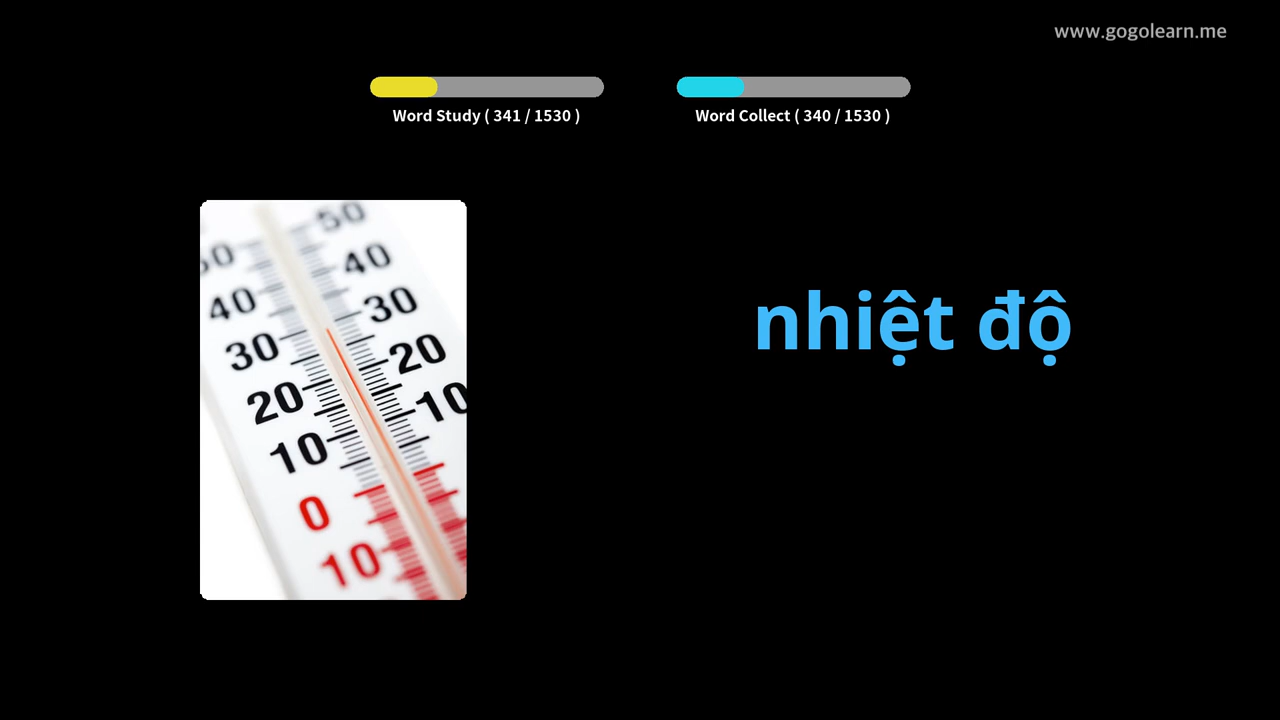 www.gogolearn.me
Word Study ( 341 / 1530 )
Word Collect ( 340 / 1530 )
nhiệt độ
50
40
40
30
30
20
20
10
10
0
10